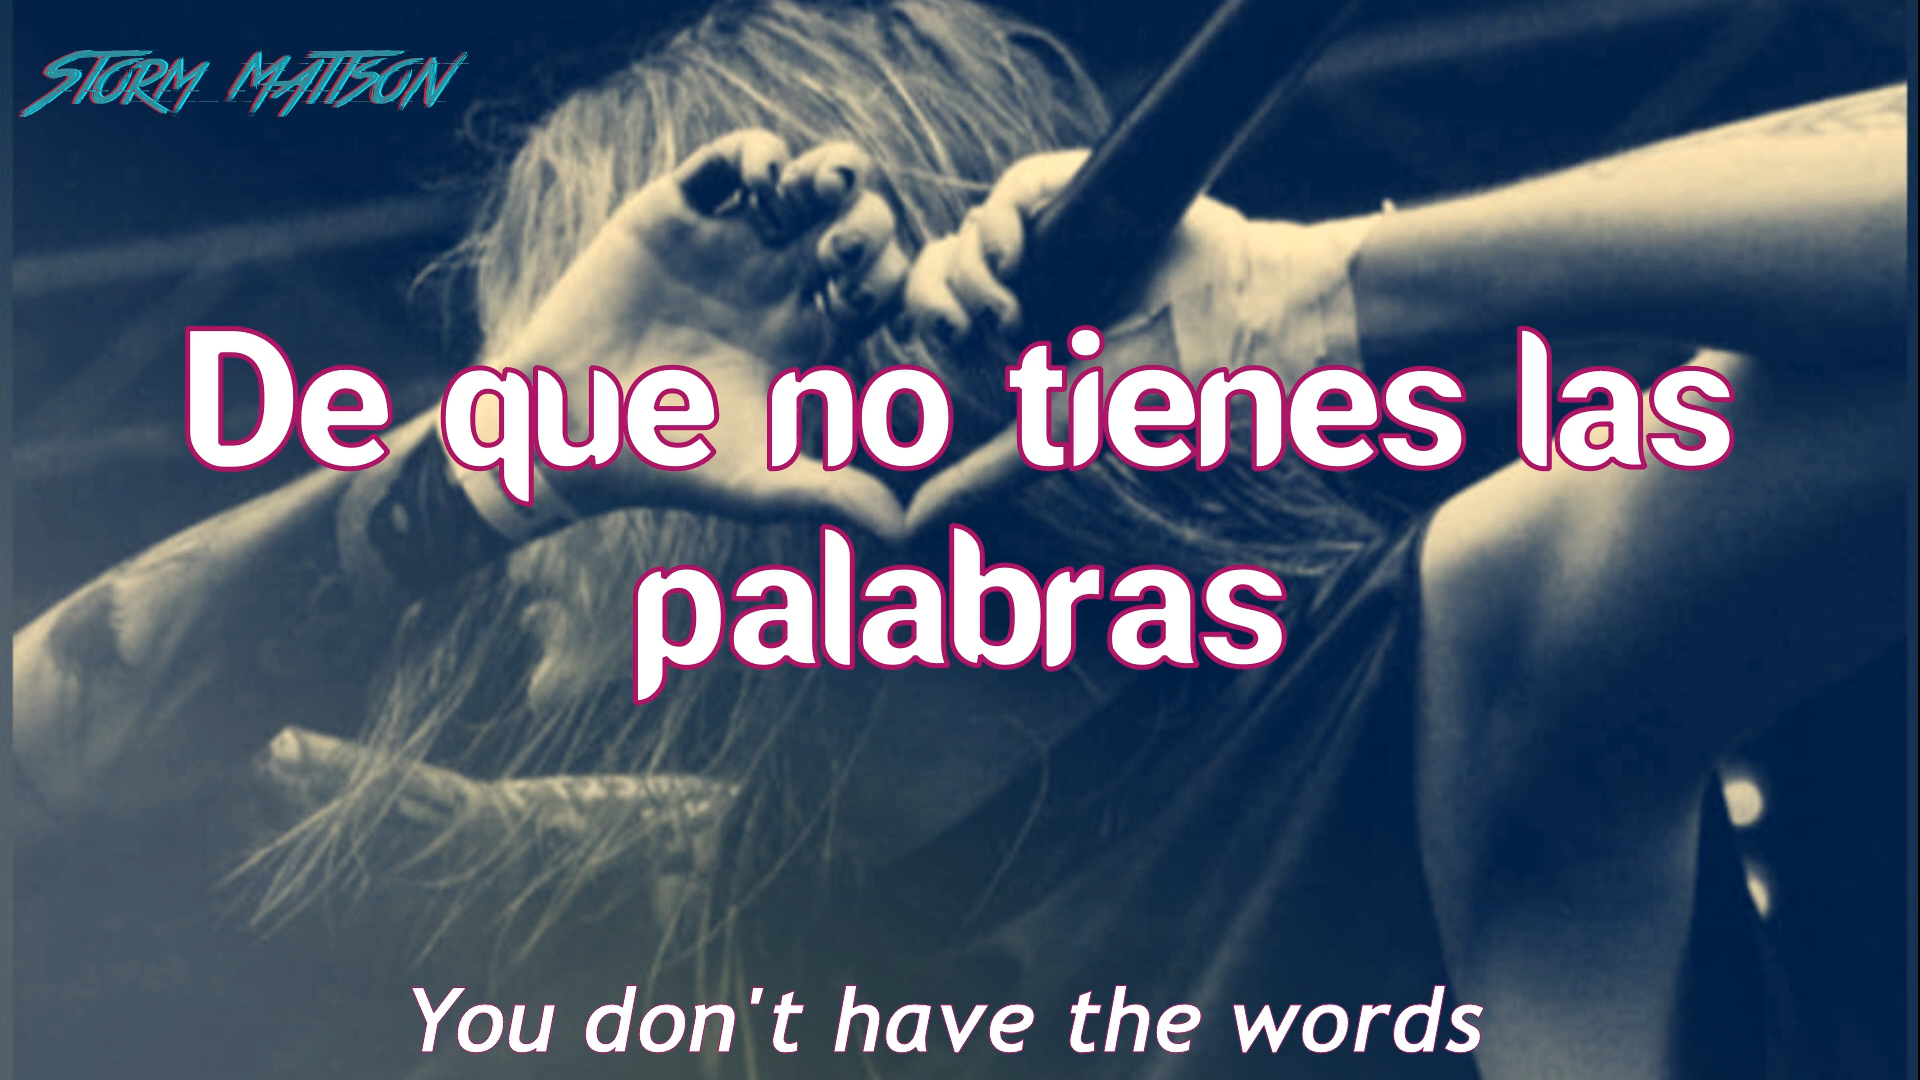 STORM MATTSON
De que no tienes las
palabras
You don't have the words